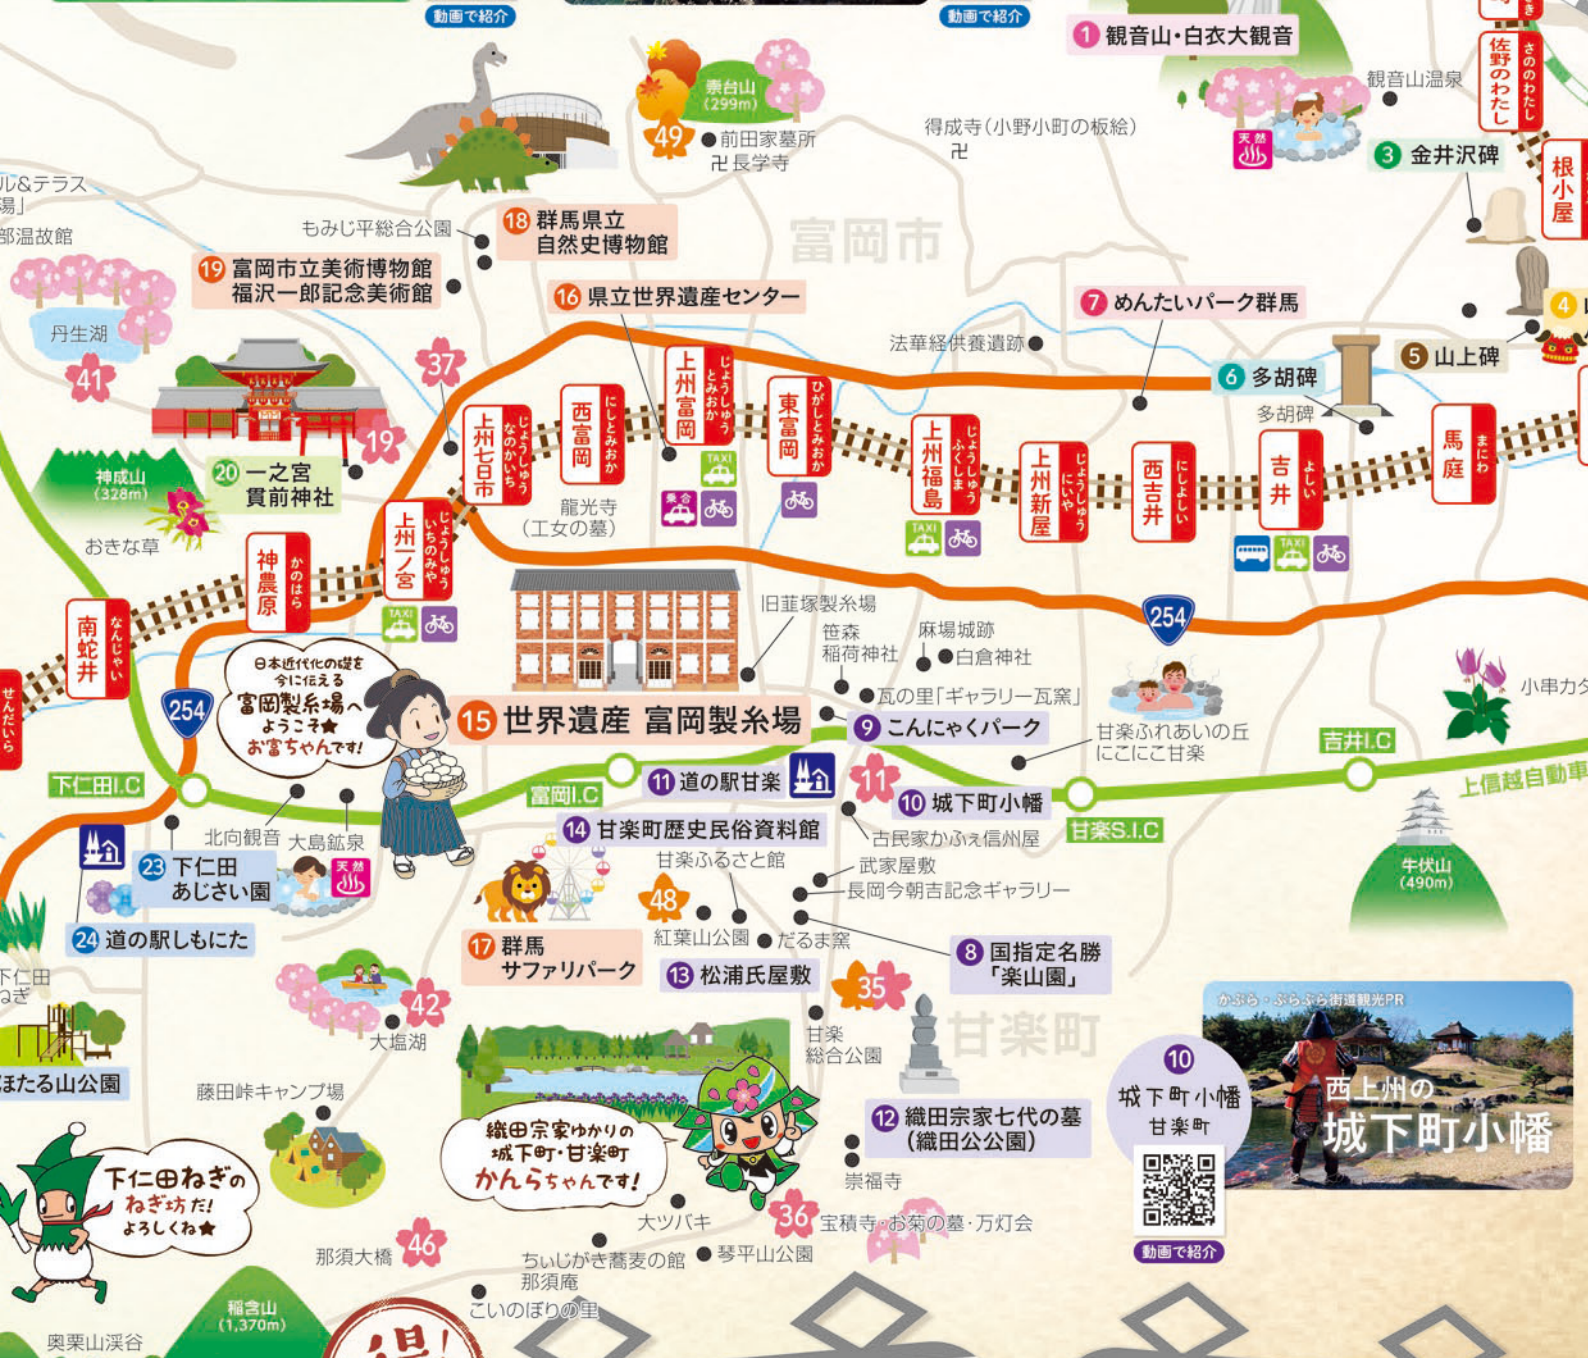 動画で紹介
動画で紹介
1 観音山・白衣大観音
佐野のわたし
さののわたし
観音山温泉
天然
3 金井沢碑
根小屋
崇台山
(299m)
49
前田家墓所
卍長学寺
得成寺(小野小町の板絵)
卍
ル&テラス
湯」
部温故館
もみじ平総合公園
18 群馬県立
自然史博物館
19 富岡市立美術博物館
福沢一郎記念美術館
富岡市
16 県立世界遺産センター
7 めんたいパーク群馬
4
5 山上碑
法華経供養遺跡
6 多胡碑
多胡碑
丹生湖
41
37
19
20 一之宮
貫前神社
神成山
(328m)
おきな草
上州七日市
じょうしゅう
なのかいち
西富岡
にしとみおか
上州富岡
じょうしゅう
とみおか
TAXI
乗合
東富岡
ひがしとみおか
上州福島
じょうしゅう
ふくしま
TAXI
上州新屋
じょうしゅう
にいや
西吉井
にしよしい
吉井
よしい
TAXI
馬庭
まにわ
龍光寺
(工女の墓)
上州一ノ宮
じょうしゅう
いちのみや
TAXI
神農原
かのはら
南蛇井
なんじゃい
せんだいら
254
254
日本近代化の礎を
今に伝える
富岡製糸場へ
ようこそ★
お富ちゃんです!
15 世界遺産 富岡製糸場
旧韮塚製糸場
笹森
稲荷神社
麻場城跡
白倉神社
瓦の里「ギャラリー瓦窯」
9 こんにゃくパーク
甘楽ふれあいの丘
にこにこ甘楽
小串カタ
吉井I.C
上信越自動車
下仁田I.C
富岡I.C
11 道の駅甘楽
11
10 城下町小幡
甘楽S.I.C
北向観音
大島鉱泉
天然
14 甘楽町歴史民俗資料館
古民家かふぇ信州屋
甘楽ふるさと館
武家屋敷
長岡今朝吉記念ギャラリー
牛伏山
(490m)
23 下仁田
あじさい園
24 道の駅しもにた
48
紅葉山公園
だるま窯
17 群馬
サファリパーク
13 松浦氏屋敷
8 国指定名勝
「楽山園」
35
下仁田
ねぎ
42
大塩湖
甘楽
総合公園
甘楽町
かぶら・ぶらぶら街道観光PR
10
城下町小幡
甘楽町
西上州の
城下町小幡
動画で紹介
ほたる山公園
藤田峠キャンプ場
12 織田宗家七代の墓
(織田公公園)
崇福寺
織田宗家ゆかりの
城下町・甘楽町
かんらちゃんです!
下仁田ねぎの
ねぎ坊だ!
よろしくね★
大ツバキ
36
宝積寺・お菊の墓・万灯会
那須大橋
46
ちぃじがき蕎麦の館
那須庵
琴平山公園
こいのぼりの里
稲含山
(1,370m)
奥栗山渓谷
得!